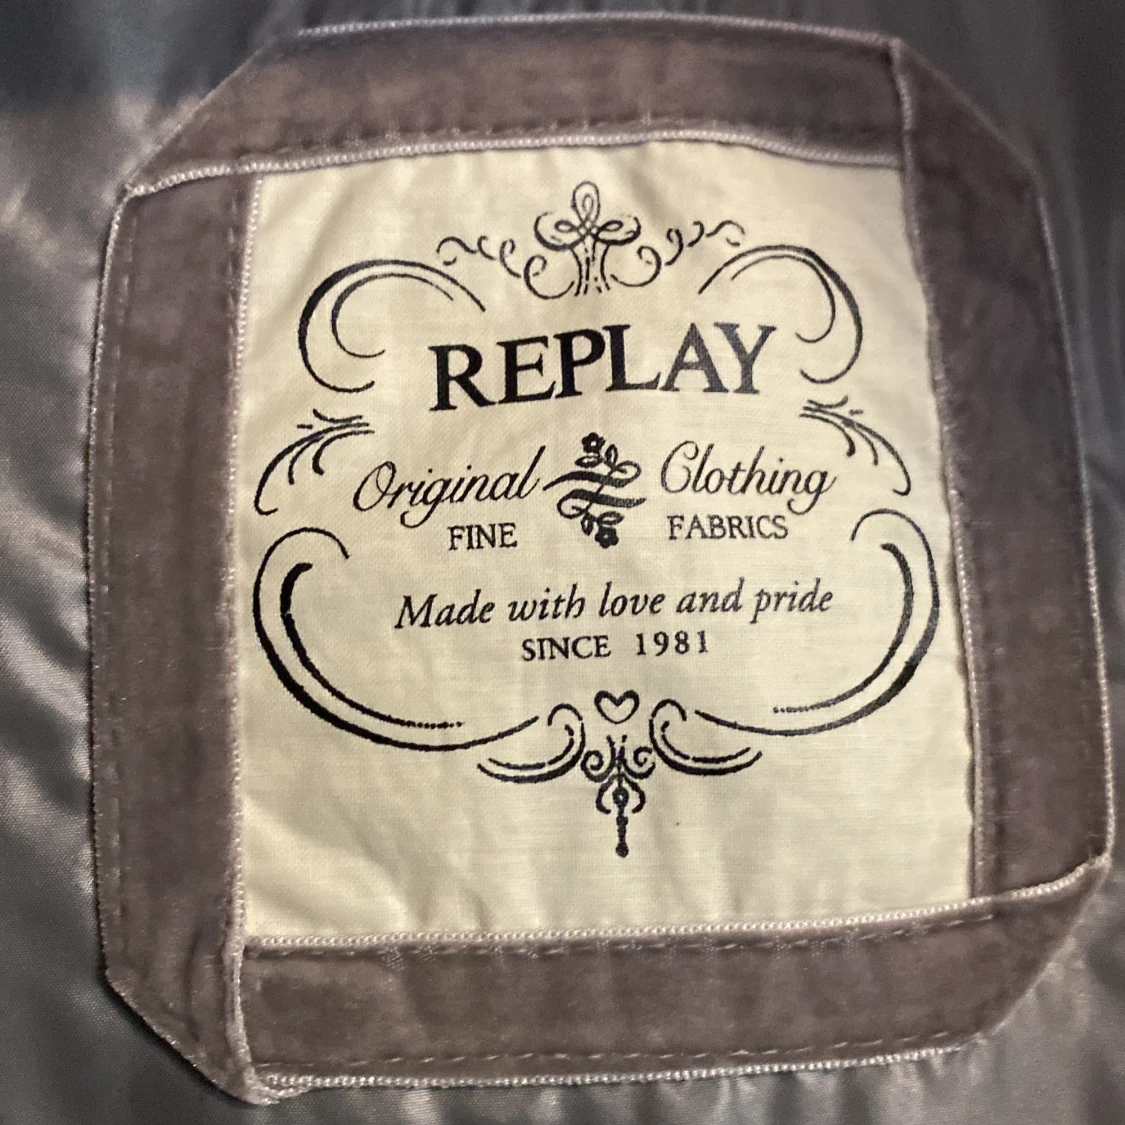 REPLAY
Original Clothing
FINE FABRICS
Made with love and pride
SINCE 1981